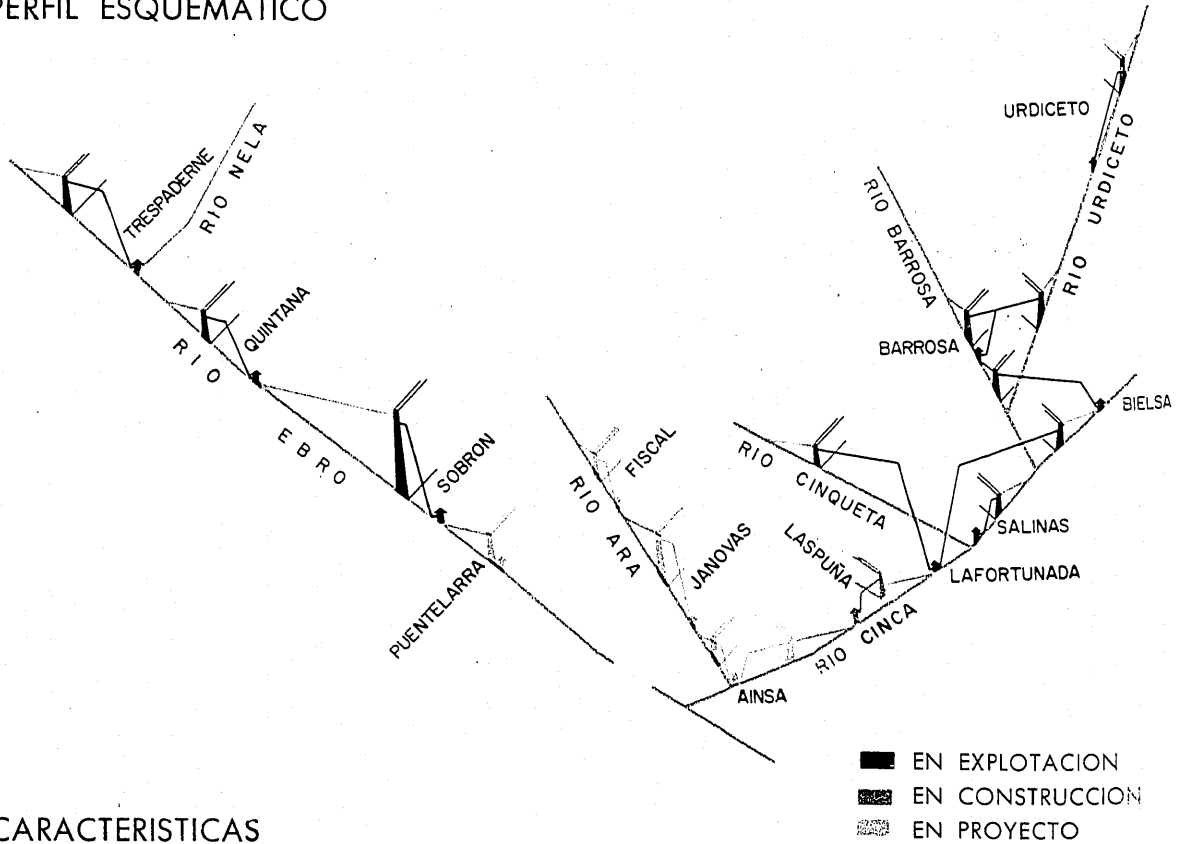 PERFIL ESQUEMATICO
URDICETO
RIO NELA
TRESPADERNE
RIO URDICETO
RIO BARROSA
QUINTANA
BARROSA
RIO EBRO
BIELSA
SOBRON
FISCAL
RIO CINQUETA
RIO ARA
JANOVAS
LASPUÑA
SALINAS
LAFORTUNADA
PUENTELARRA
RIO CINCA
AINSA
EN EXPLOTACION
EN CONSTRUCCION
EN PROYECTO
CARACTERISTICAS